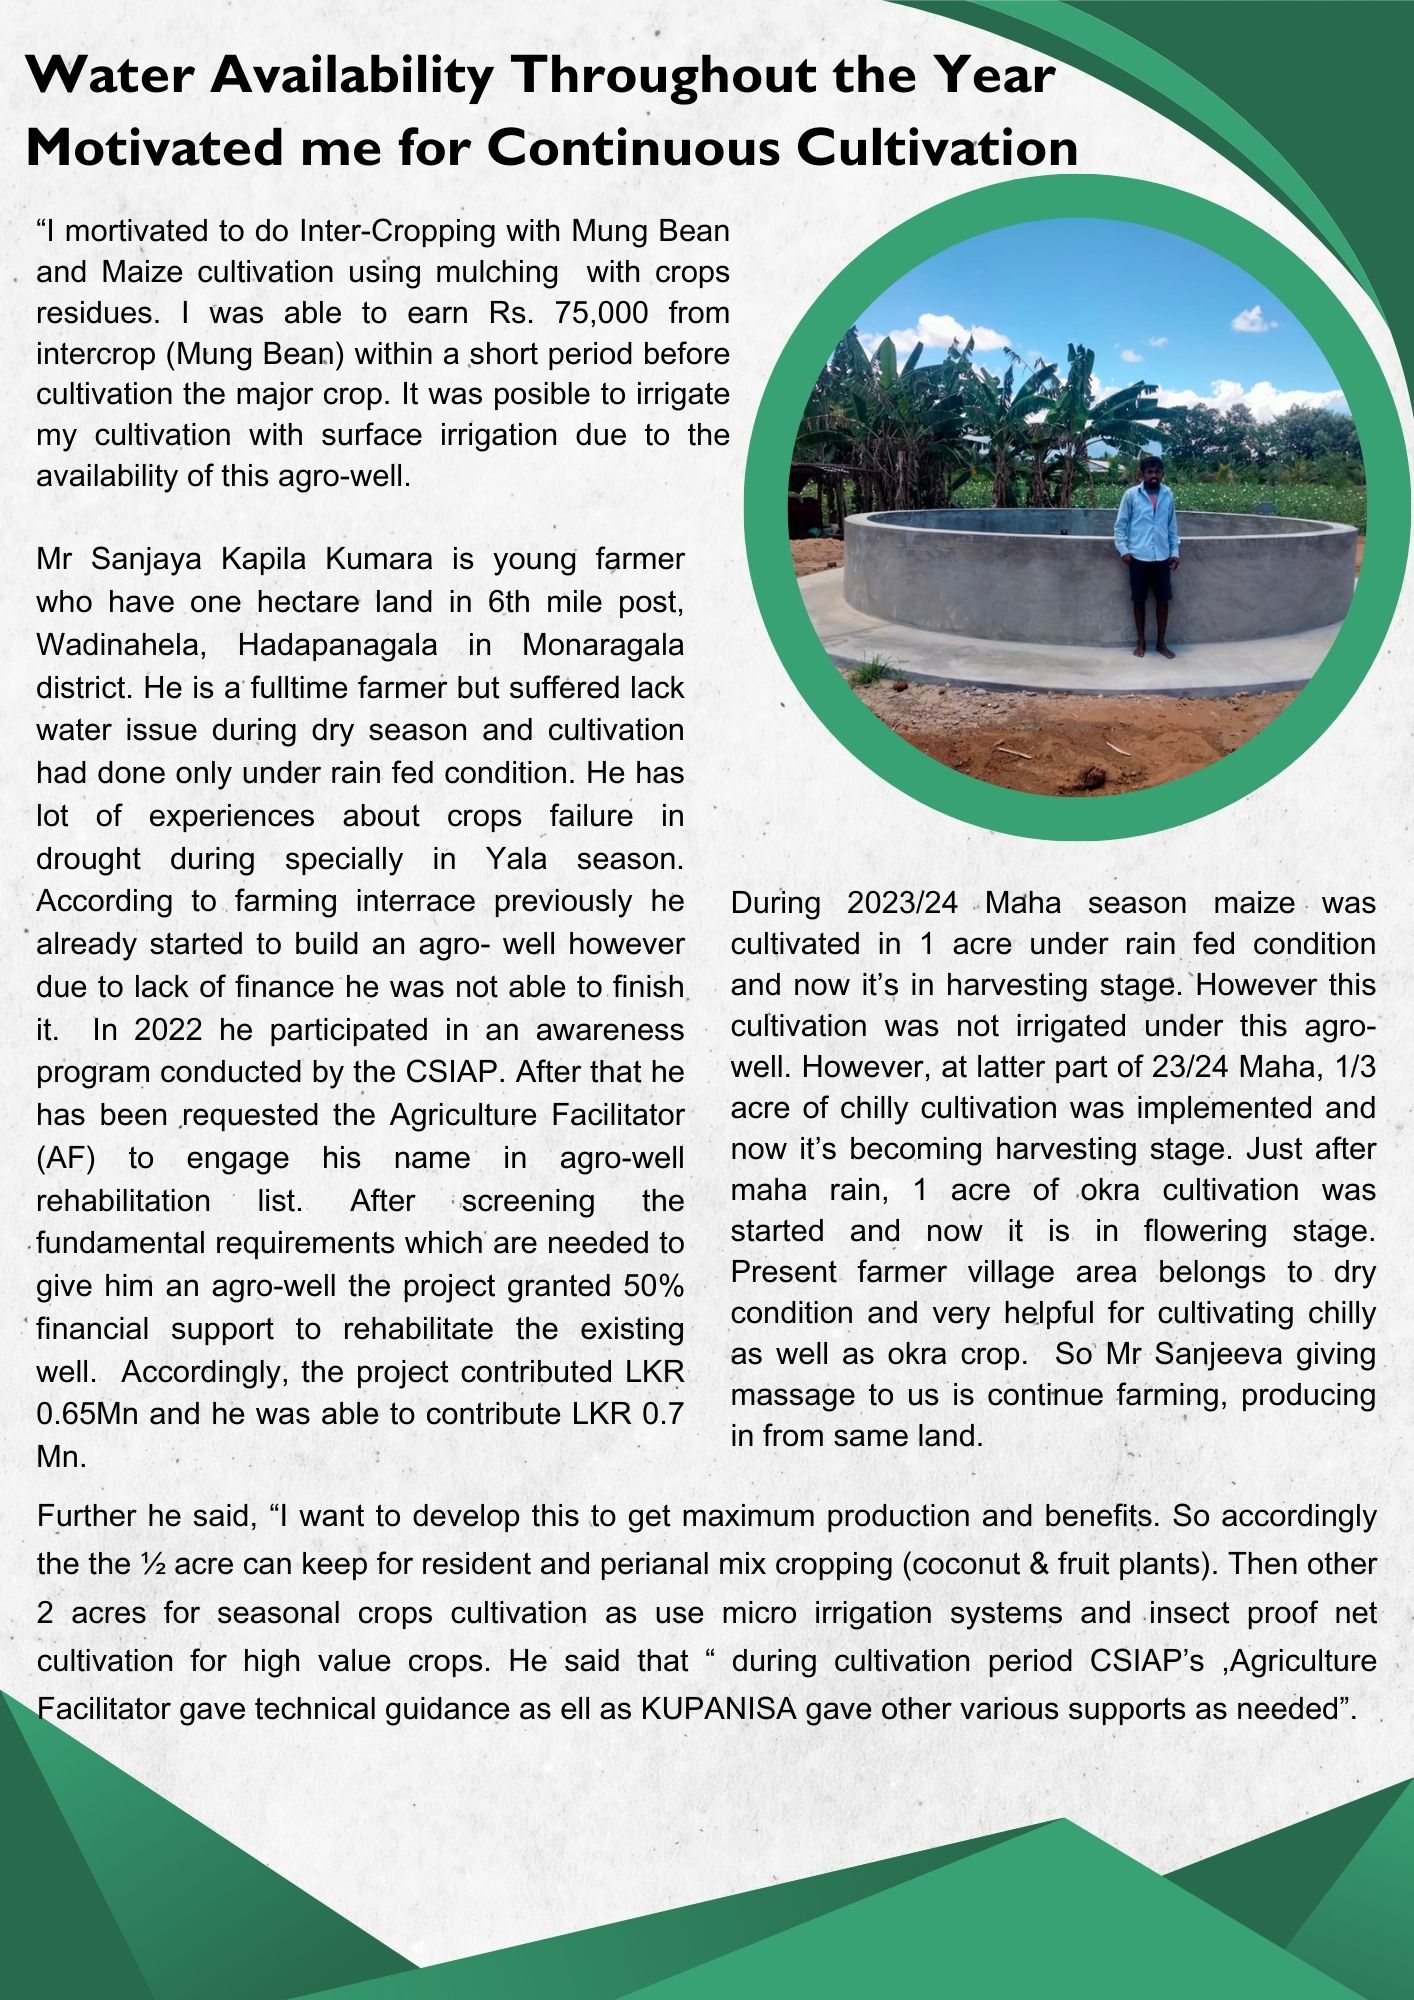 Water Availability Throughout the Year
Motivated me for Continuous Cultivation
“I mortivated to do Inter-Cropping with Mung Bean
and Maize cultivation using mulching with crops
residues. I was able to earn Rs. 75,000 from
intercrop (Mung Bean) within a short period before
cultivation the major crop. It was posible to irrigate
my cultivation with surface irrigation due to the
availability of this agro-well.
Mr Sanjaya Kapila Kumara is young farmer
who have one hectare land in 6th mile post,
Wadinahela, Hadapanagala in Monaragala
district. He is a fulltime farmer but suffered lack
water issue during dry season and cultivation
had done only under rain fed condition. He has
lot of experiences about crops failure in
drought during specially in Yala season.
According to farming interrace previously he
already started to build an agro- well however
due to lack of finance he was not able to finish
it. In 2022 he participated in an awareness
program conducted by the CSIAP. After that he
has been requested the Agriculture Facilitator
(AF) to engage his name in agro-well
rehabilitation list. After screening the
fundamental requirements which are needed to
give him an agro-well the project granted 50%
financial support to rehabilitate the existing
well. Accordingly, the project contributed LKR
0.65Mn and he was able to contribute LKR 0.7
Mn.
During 2023/24 Maha season maize was
cultivated in 1 acre under rain fed condition
and now it’s in harvesting stage. However this
cultivation was not irrigated under this agro-
well. However, at latter part of 23/24 Maha, 1/3
acre of chilly cultivation was implemented and
now it’s becoming harvesting stage. Just after
maha rain, 1 acre of okra cultivation was
started and now it is in flowering stage.
Present farmer village area belongs to dry
condition and very helpful for cultivating chilly
as well as okra crop. So Mr Sanjeeva giving
massage to us is continue farming, producing
in from same land.
Further he said, “I want to develop this to get maximum production and benefits. So accordingly
the the ½ acre can keep for resident and perianal mix cropping (coconut & fruit plants). Then other
2 acres for seasonal crops cultivation as use micro irrigation systems and insect proof net
cultivation for high value crops. He said that “ during cultivation period CSIAP’s ,Agriculture
Facilitator gave technical guidance as ell as KUPANISA gave other various supports as needed”.